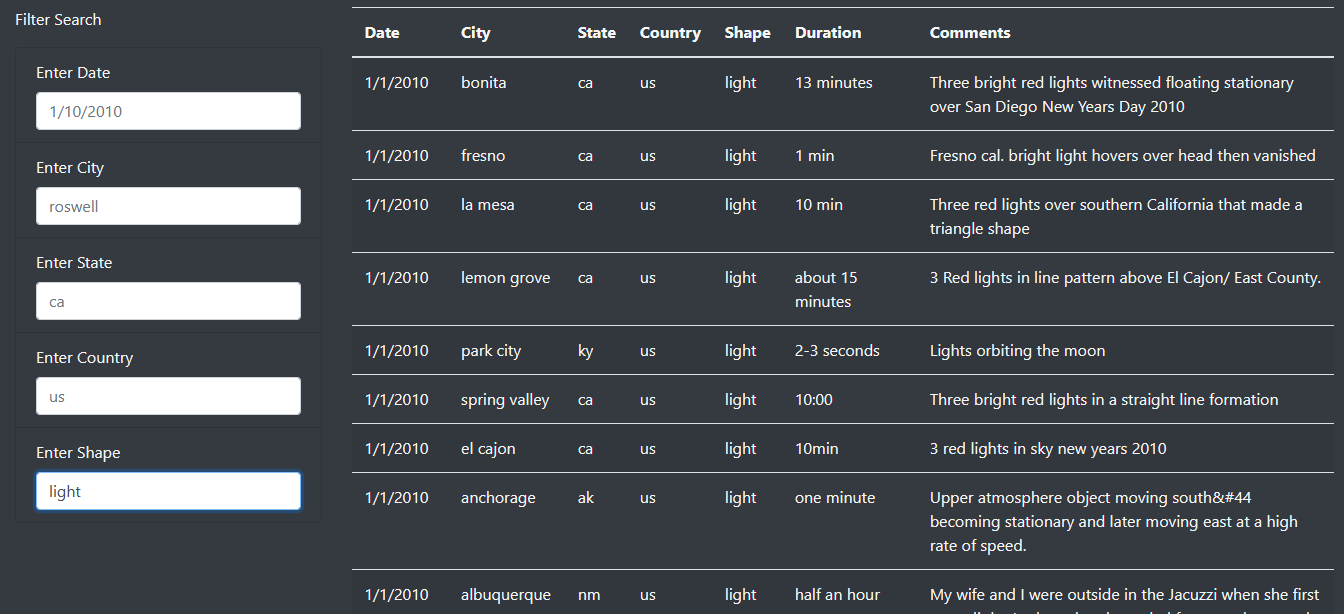 Filter Search
Enter Date
1/10/2010
Enter City
roswell
Enter State
ca
Enter Country
us
Enter Shape
light
Date City State Country Shape Duration Comments
1/1/2010 bonita ca us light 13 minutes Three bright red lights witnessed floating stationary
over San Diego New Years Day 2010
1/1/2010 fresno ca us light 1 min Fresno cal. bright light hovers over head then vanished
1/1/2010 la mesa ca us light 10 min Three red lights over southern California that made a
triangle shape
1/1/2010 lemon grove ca us light about 15 3 Red lights in line pattern above El Cajon/ East County.
minutes
1/1/2010 park city ky us light 2-3 seconds Lights orbiting the moon
1/1/2010 spring valley ca us light 10:00 Three bright red lights in a straight line formation
1/1/2010 el cajon ca us light 10min 3 red lights in sky new years 2010
1/1/2010 anchorage ak us light one minute Upper atmosphere object moving south&#44
becoming stationary and later moving east at a high
rate of speed.
1/1/2010 albuquerque nm us light half an hour My wife and I were outside in the Jacuzzi when she first